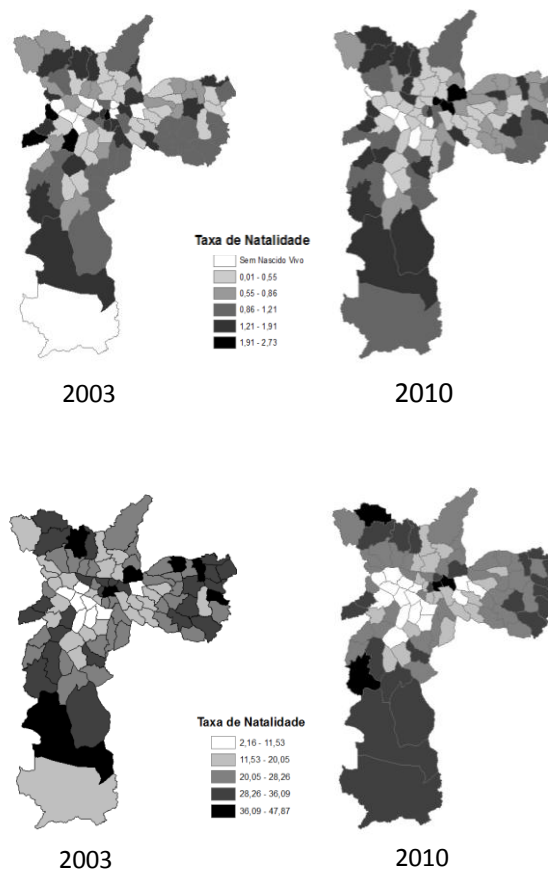 Taxa de Natalidade
Sem Nascido Vivo
0,01 - 0,55
0,55 - 0,86
0,86 - 1,21
1,21 - 1,91
1,91 - 2,73
2003
2010
Taxa de Natalidade
2,16 - 11,53
11,53 - 20,05
20,05 - 28,26
28,26 - 36,09
36,09 - 47,87
2003
2010